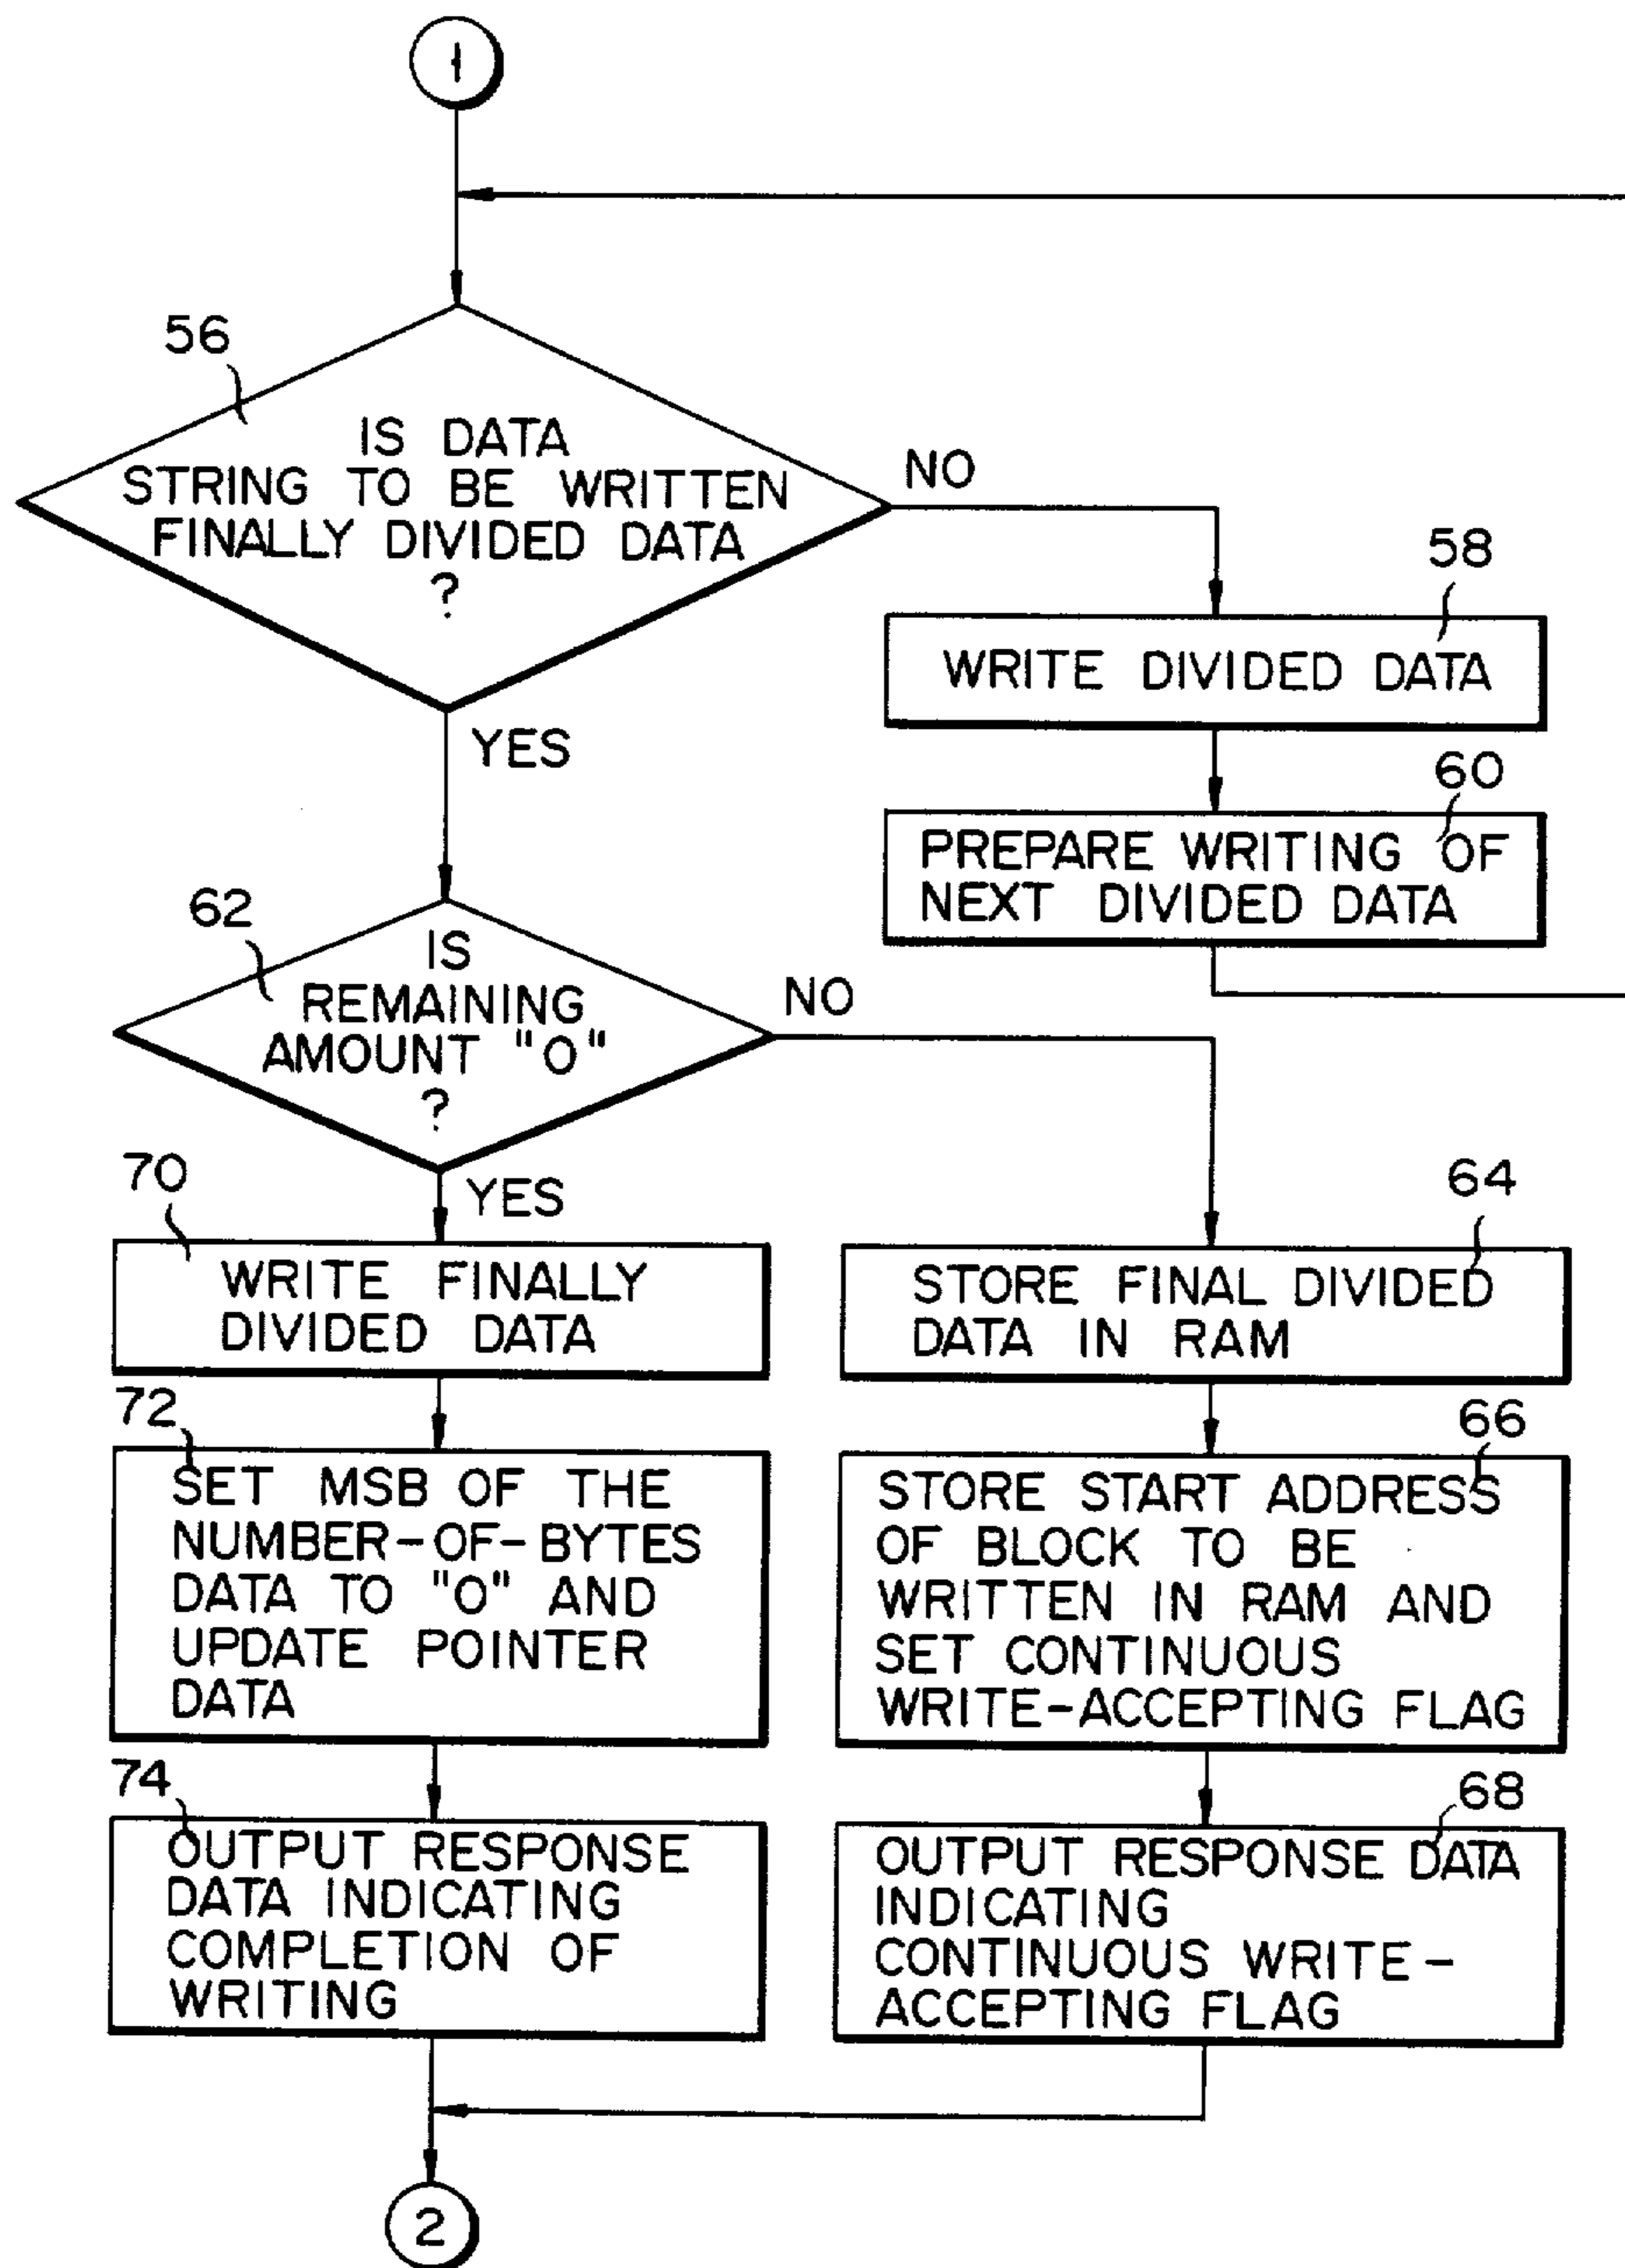 1
56
IS DATA
STRING TO BE WRITTEN
FINALLY DIVIDED DATA
?
NO
YES
58
WRITE DIVIDED DATA
60
PREPARE WRITING OF
NEXT DIVIDED DATA
62
IS
REMAINING
AMOUNT "0"
?
NO
YES
70
WRITE FINALLY
DIVIDED DATA
64
STORE FINAL DIVIDED
DATA IN RAM
72
SET MSB OF THE
NUMBER-OF-BYTES
DATA TO "0" AND
UPDATE POINTER
DATA
66
STORE START ADDRESS
OF BLOCK TO BE
WRITTEN IN RAM AND
SET CONTINUOUS
WRITE-ACCEPTING FLAG
74
OUTPUT RESPONSE
DATA INDICATING
COMPLETION OF
WRITING
68
OUTPUT RESPONSE DATA
INDICATING
CONTINUOUS WRITE-
ACCEPTING FLAG
2